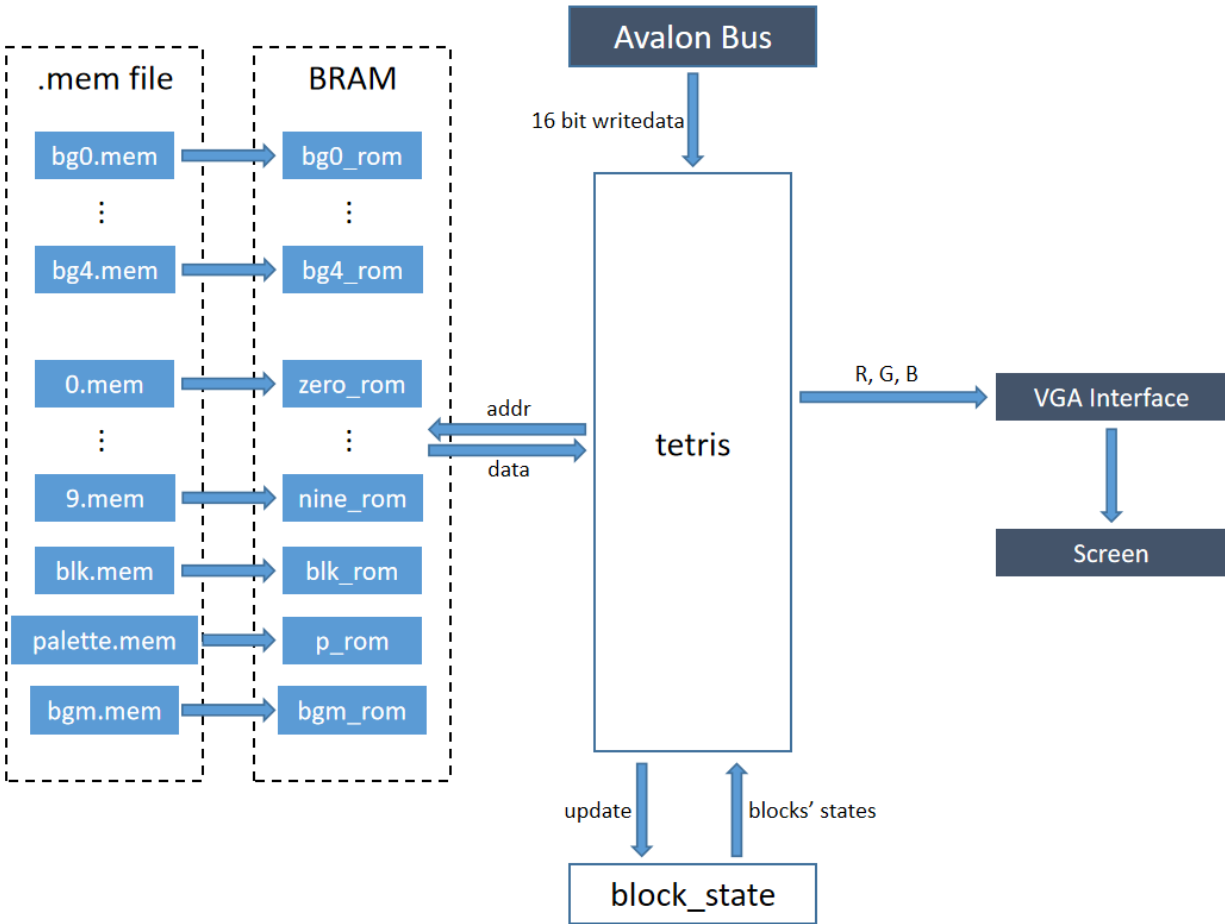 Avalon Bus
16 bit writedata
.mem file
BRAM
bg0.mem
bg0_rom
⋮
⋮
bg4.mem
bg4_rom
0.mem
zero_rom
⋮
⋮
9.mem
nine_rom
blk.mem
blk_rom
palette.mem
p_rom
bgm.mem
bgm_rom
addr
data
tetris
R, G, B
VGA Interface
Screen
update
blocks’ states
block_state